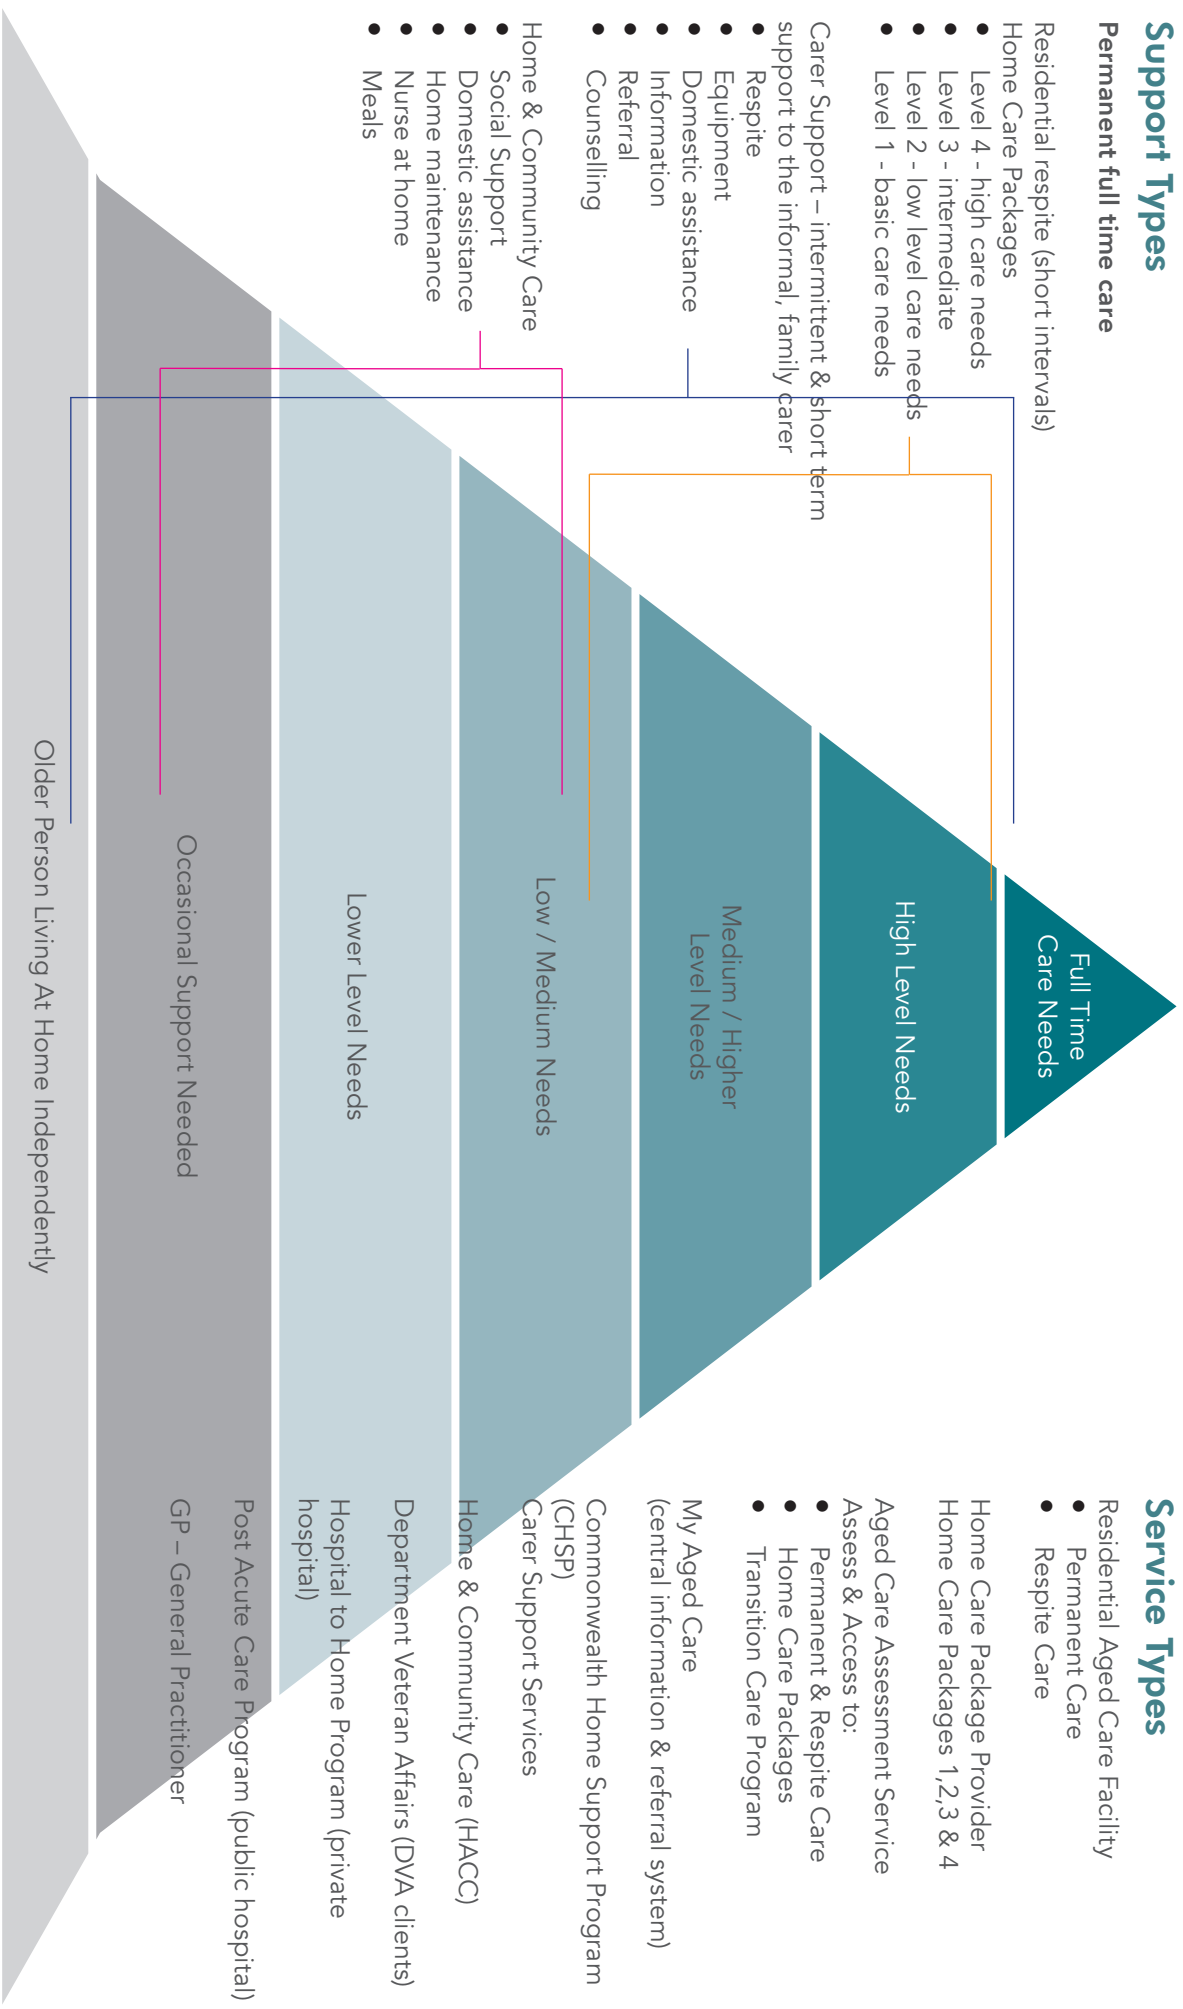 Support Types
Permanent full time care
Residential respite (short intervals)
Home Care Packages
● Level 4 - high care needs
● Level 3 - intermediate
● Level 2 - low level care needs
● Level 1 - basic care needs
Carer Support – intermittent & short term
support to the informal, family carer
● Respite
● Equipment
● Domestic assistance
● Information
● Referral
● Counselling
Home & Community Care
● Social Support
● Domestic assistance
● Home maintenance
● Nurse at home
● Meals
Full Time
Care Needs
High Level Needs
Medium / Higher
Level Needs
Low / Medium Needs
Lower Level Needs
Occasional Support Needed
Older Person Living At Home Independently
Service Types
Residential Aged Care Facility
● Permanent Care
● Respite Care
Home Care Package Provider
Home Care Packages 1,2,3 & 4
Aged Care Assessment Service
Assess & Access to:
● Permanent & Respite Care
● Home Care Packages
● Transition Care Program
My Aged Care
(central information & referral system)
Commonwealth Home Support Program
(CHSP)
Carer Support Services
Home & Community Care (HACC)
Department Veteran Affairs (DVA clients)
Hospital to Home Program (private
hospital)
Post Acute Care Program (public hospital)
GP – General Practitioner